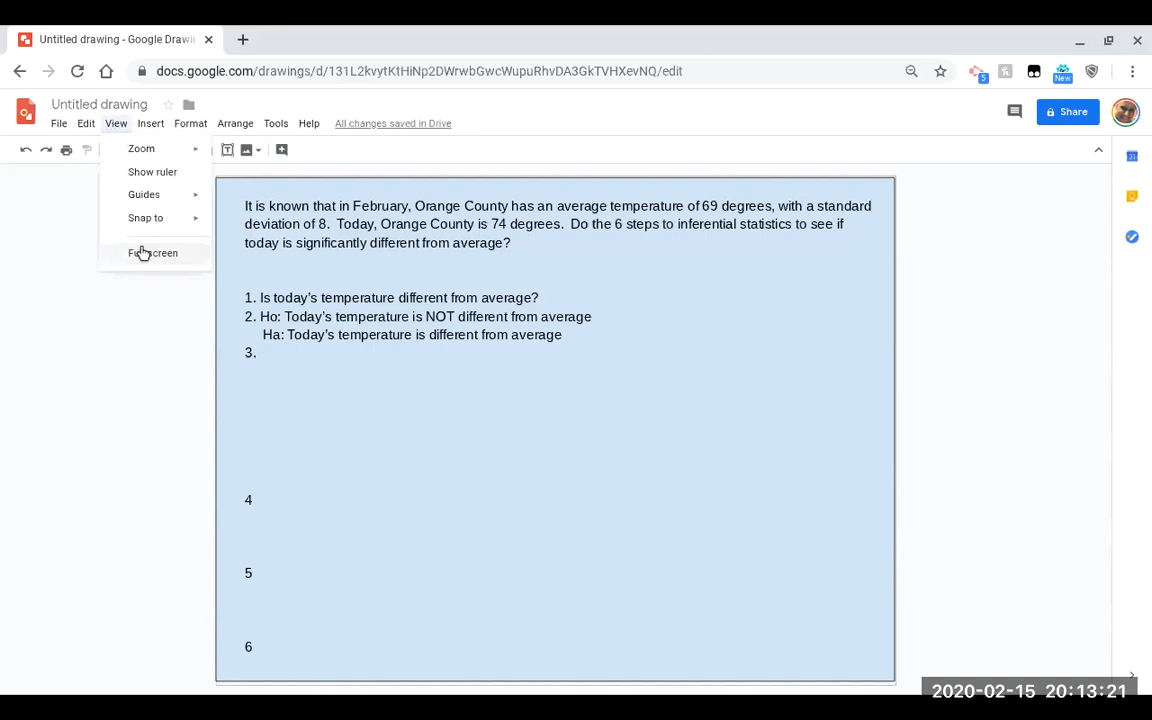 Untitled drawing - Google Drawi
docs.google.com/drawings/d/131L2kvytKtHiNp2DWrwbGwcWupuRhvDA3GkTVHXevNQ/edit
5
New
Untitled drawing
File Edit View Insert Format Arrange Tools Help All changes saved in Drive
Share
Zoom
Show ruler
Guides
Snap to
Full screen
31
It is known that in February, Orange County has an average temperature of 69 degrees, with a standard
deviation of 8. Today, Orange County is 74 degrees. Do the 6 steps to inferential statistics to see if
today is significantly different from average?
1. Is today's temperature different from average?
2. Ho: Today's temperature is NOT different from average
Ha: Today's temperature is different from average
3.
4
5
6
2020-02-15 20:13:21